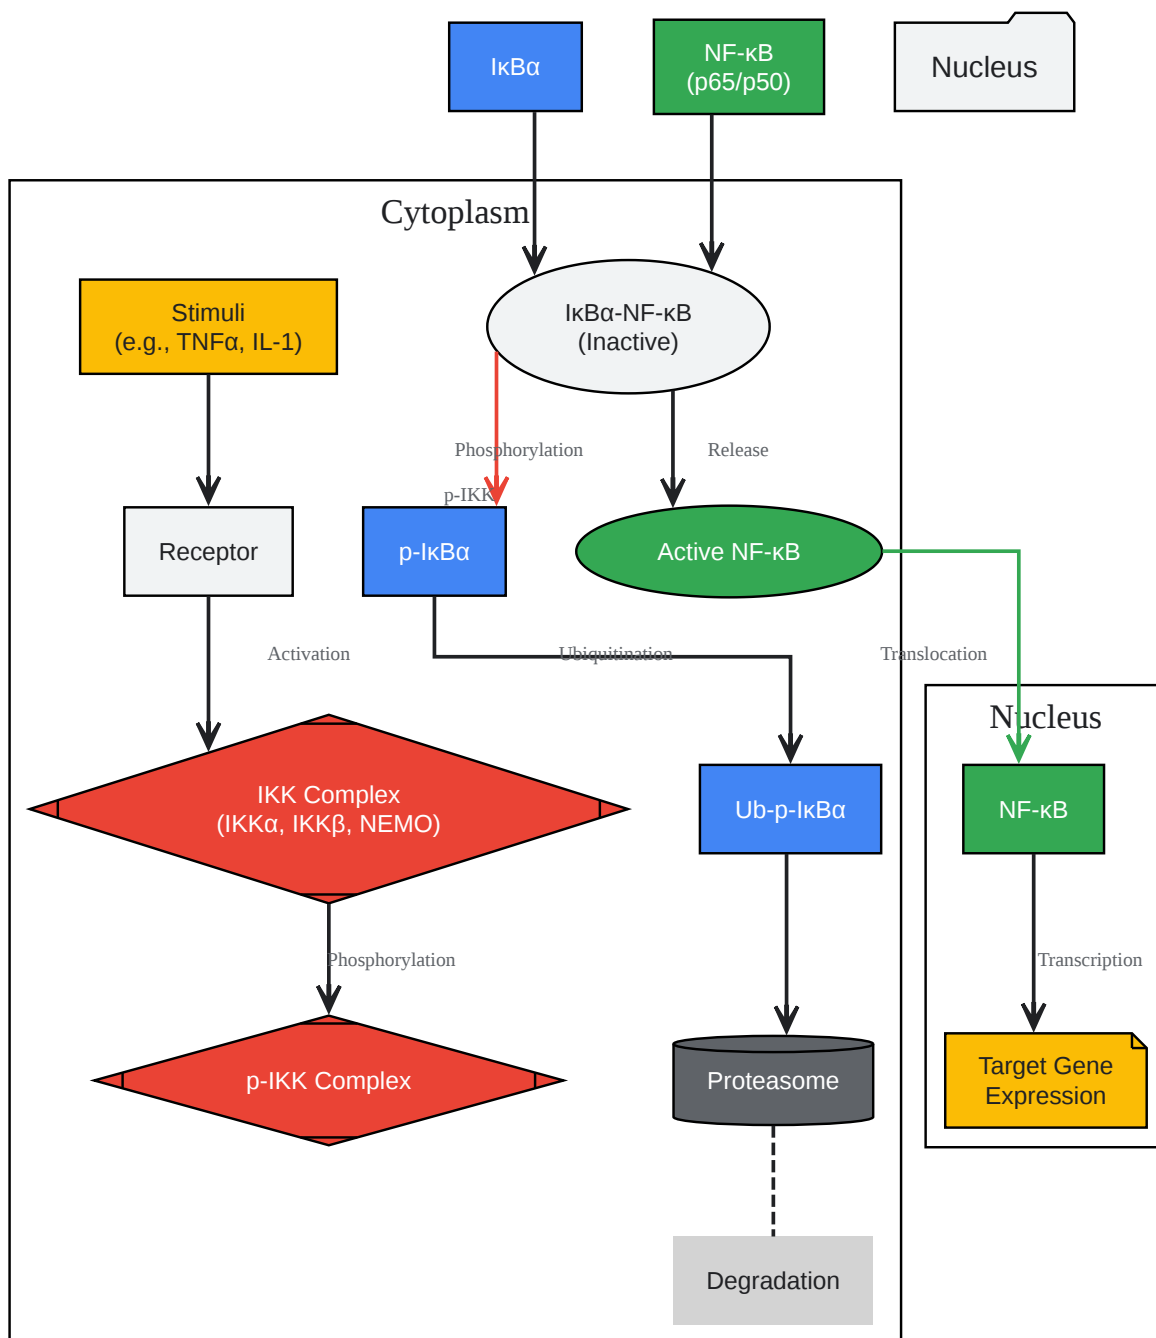 IκBα
NF-κB
(p65/p50)
Nucleus
Cytoplasm
Stimuli
(e.g., TNFα, IL-1)
IκBα-NF-κB
(Inactive)
Phosphorylation
Release
p-IKK
Receptor
p-IκBα
Active NF-κB
Activation
Ubiquitination
Translocation
Nucleus
IKK Complex
(IKKα, IKKβ, NEMO)
Ub-p-IκBα
NF-κB
Phosphorylation
Transcription
p-IKK Complex
Proteasome
Target Gene
Expression
Degradation